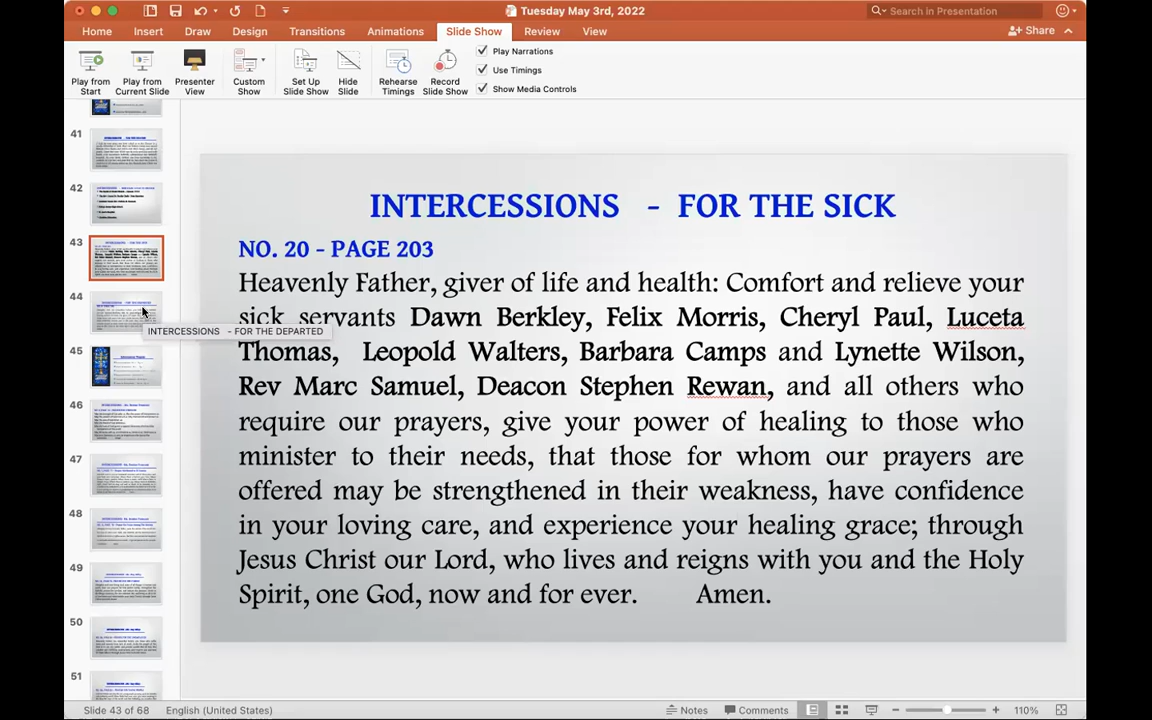 Tuesday May 3rd, 2022
Search in Presentation
Home Insert Draw Design Transitions Animations Slide Show Review View
Share
Play from Start
Play from Current Slide
Presenter View
Custom Show
Set Up Slide Show
Hide Slide
Rehearse Timings
Record Slide Show
Play Narrations
Use Timings
Show Media Controls
41
42
43
44
INTERCESSIONS - FOR THE DEPARTED
45
46
47
48
49
50
51
INTERCESSIONS - FOR THE SICK
NO. 20 - PAGE 203
Heavenly Father, giver of life and health: Comfort and relieve your
sick servants Dawn Berkley, Felix Morris, Cheryl Paul, Luceta
Thomas, Leopold Walters, Barbara Camps and Lynette Wilson,
Rev Marc Samuel, Deacon Stephen Rewan, and all others who
require our prayers, give your power of healing to those who
minister to their needs, that those for whom our prayers are
offered may be strengthened in their weakness, have confidence
in your loving care, and experience your healing grace; through
Jesus Christ our Lord, who lives and reigns with you and the Holy
Spirit, one God, now and for ever. Amen.
Slide 43 of 68 English (United States)
Notes Comments 110%